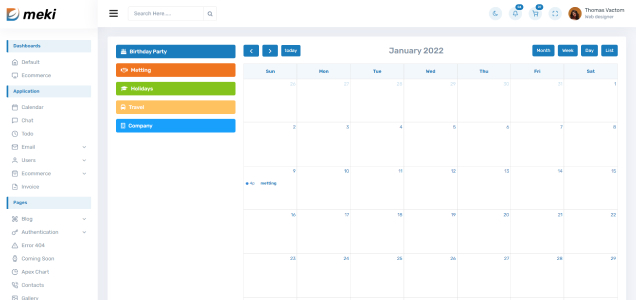 meki
Search Here ...
Thomas Vactom
Web designer
Dashboards
Default
Ecommerce
Application
Calendar
Chat
Todo
Email
Users
Ecommerce
Invoice
Pages
Blog
Authentication
Error 404
Coming Soon
Apex Chart
Contacts
Gallery
Birthday Party
Metting
Holidays
Travel
Company
today
January 2022
Month Week Day List
Sun Mon Tue Wed Thu Fri Sat
26 27 28 29 30 31 1
2 3 4 5 6 7 8
9 10 11 12 13 14 15
metting
16 17 18 19 20 21 22
23 24 25 26 27 28 29